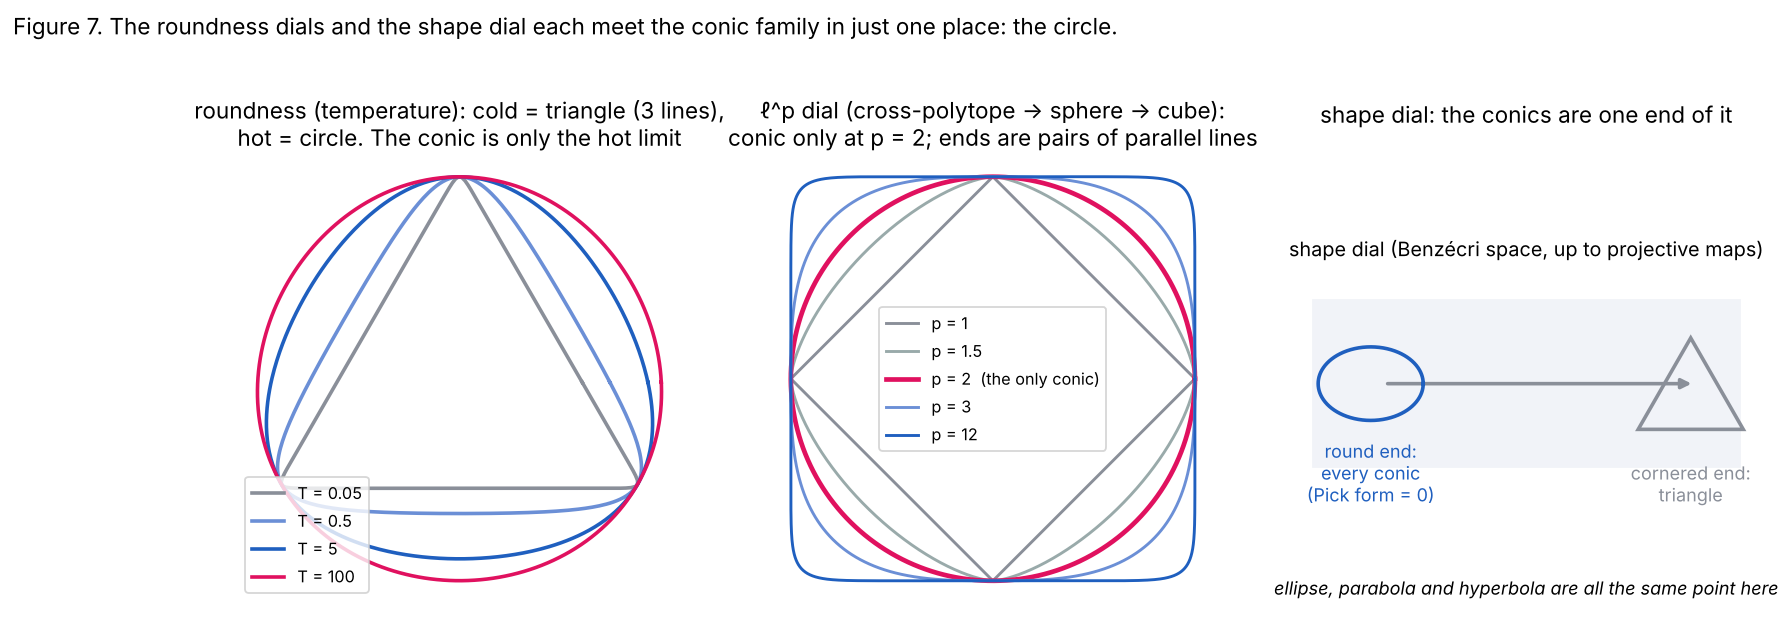 Figure 7. The roundness dials and the shape dial each meet the conic family in just one place: the circle.
roundness (temperature): cold = triangle (3 lines),
hot = circle. The conic is only the hot limit
T = 0.05
T = 0.5
T = 5
T = 100
ℓ^p dial (cross-polytope → sphere → cube):
conic only at p = 2; ends are pairs of parallel lines
p = 1
p = 1.5
p = 2  (the only conic)
p = 3
p = 12
shape dial: the conics are one end of it
shape dial (Benzécri space, up to projective maps)
round end:
every conic
(Pick form = 0)
cornered end:
triangle
ellipse, parabola and hyperbola are all the same point here